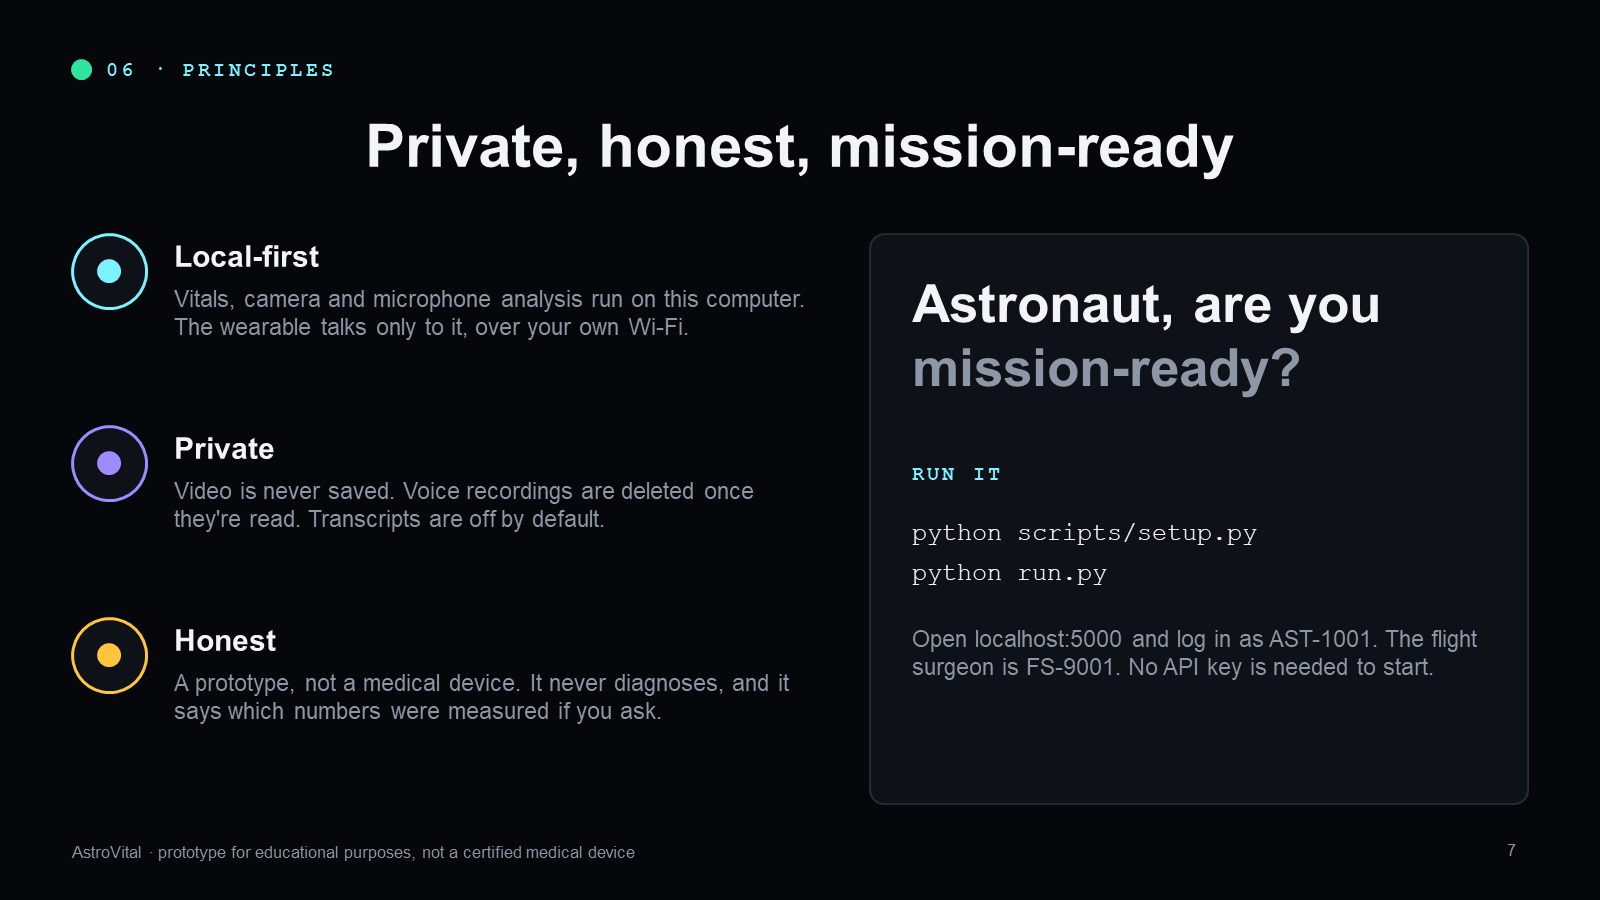 06 · PRINCIPLES
Private, honest, mission-ready
Local-first
Vitals, camera and microphone analysis run on this computer.
The wearable talks only to it, over your own Wi-Fi.
Private
Video is never saved. Voice recordings are deleted once
they're read. Transcripts are off by default.
Honest
A prototype, not a medical device. It never diagnoses, and it
says which numbers were measured if you ask.
Astronaut, are you
mission-ready?
RUN IT
python scripts/setup.py
python run.py
Open localhost:5000 and log in as AST-1001. The flight
surgeon is FS-9001. No API key is needed to start.
AstroVital · prototype for educational purposes, not a certified medical device
7